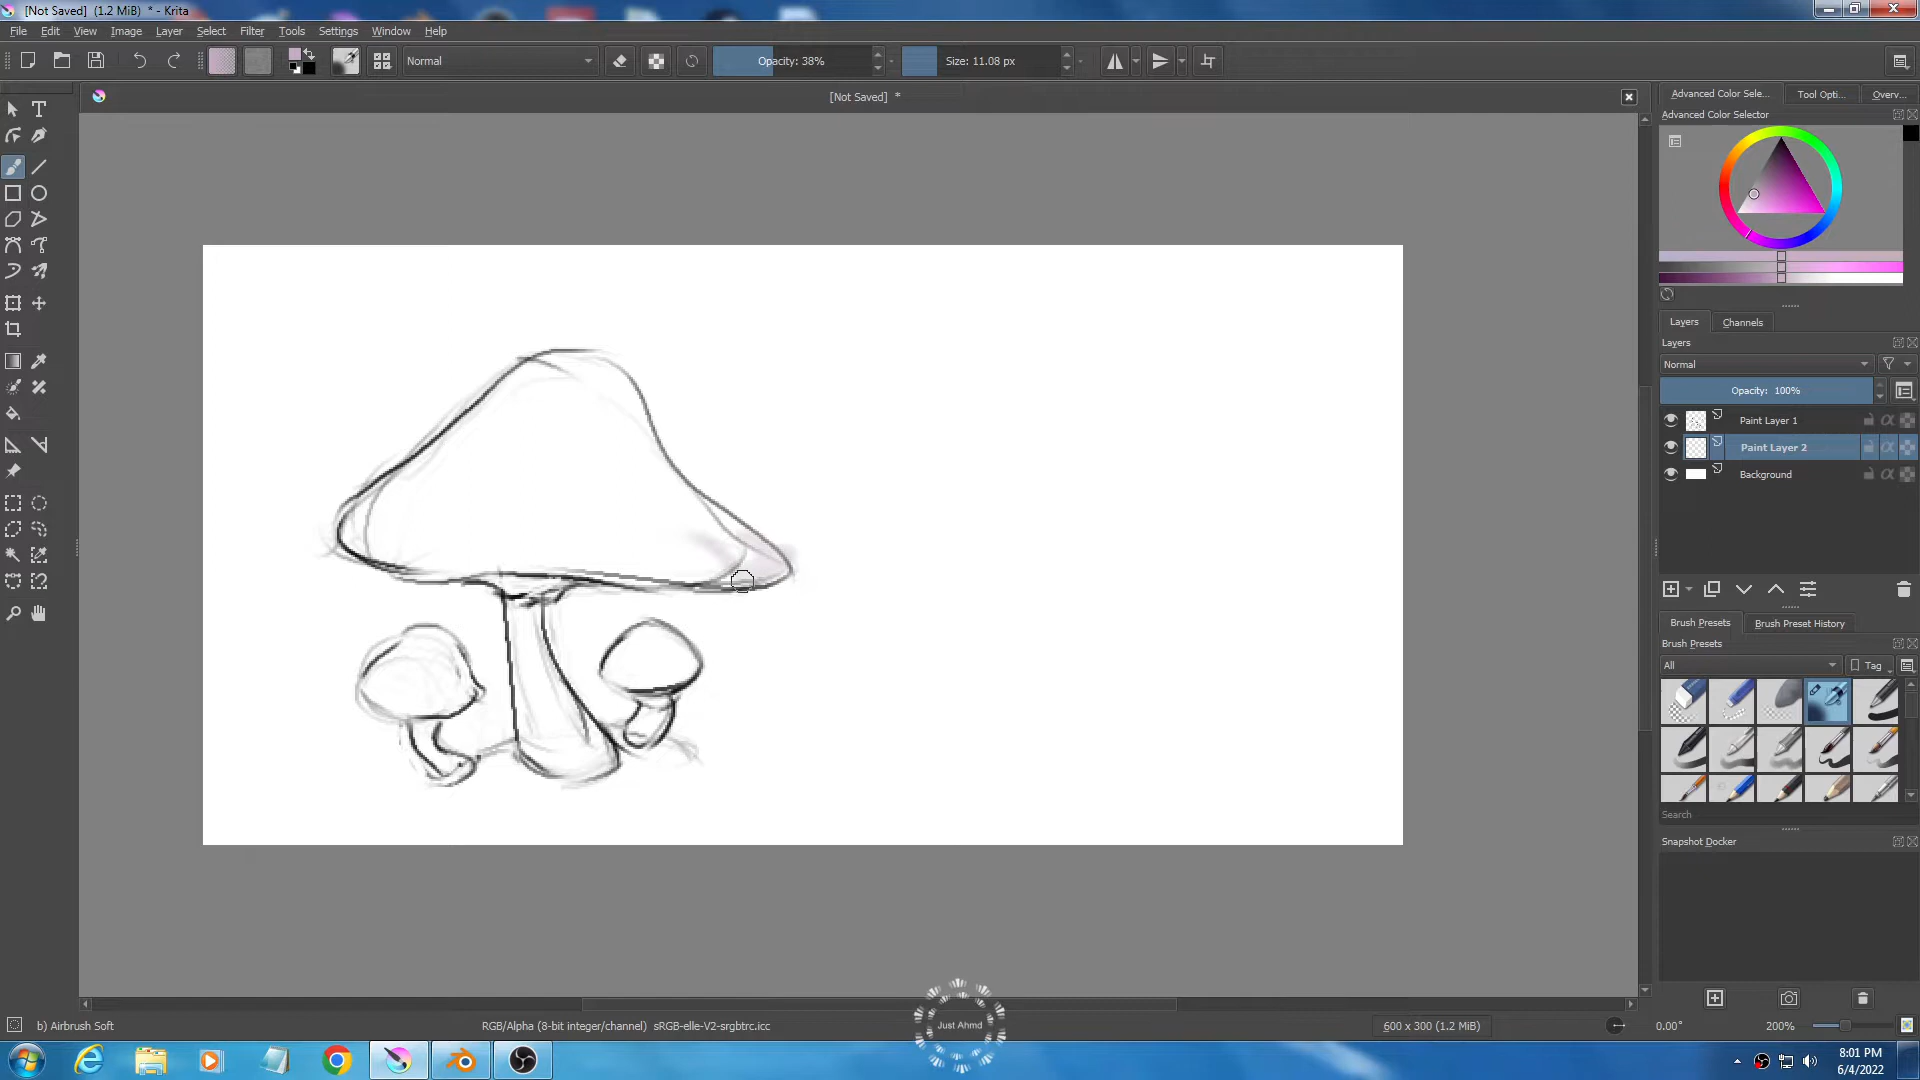 [Not Saved]  (1.2 MiB)  * - Krita
File Edit View Image Layer Select Filter Tools Settings Window Help
Normal
Opacity: 38%
Size: 11.08 px
[Not Saved]  *
Advanced Color Sele... Tool Opti... Overv...
Advanced Color Selector
Layers Channels
Layers
Normal
Opacity:  100%
Paint Layer 1
Paint Layer 2
Background
Brush Presets Brush Preset History
Brush Presets
All Tag
Search
Snapshot Docker
b) Airbrush Soft
RGB/Alpha (8-bit integer/channel)  sRGB-elle-V2-srgbtrc.icc
Just Ahmd
600 x 300 (1.2 MiB)
0.00°
200%
8:01 PM
6/4/2022